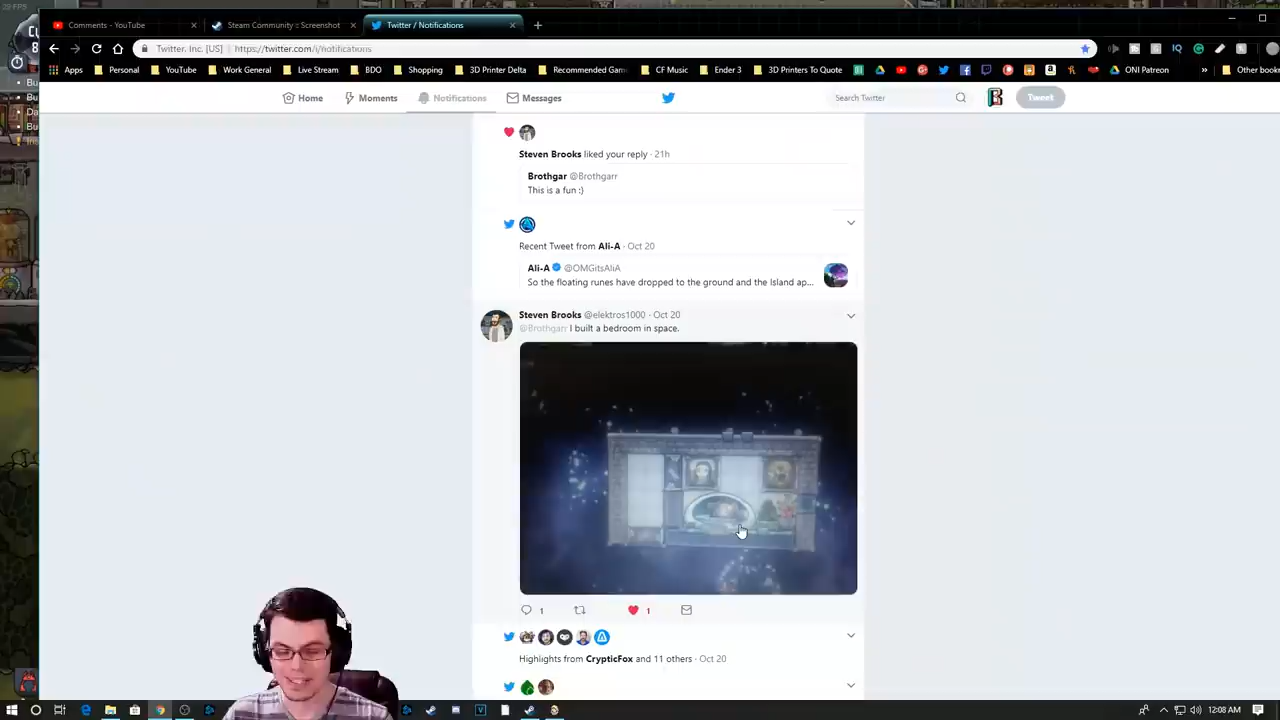 29 FPS
Comments - YouTube
Steam Community :: Screenshot
Twitter / Notifications
Twitter, Inc. [US]
https://twitter.com/i/notifications
Apps
Personal
YouTube
Work General
Live Stream
BDO
Shopping
3D Printer Delta
Recommended Gam
CF Music
Ender 3
3D Printers To Quote
ONI Patreon
Other book
Home
Moments
Notifications
Messages
Search Twitter
Tweet
Steven Brooks liked your reply · 21h
Brothgar @Brothgarr
This is a fun :)
Recent Tweet from Ali-A · Oct 20
Ali-A @OMGitsAliA
So the floating runes have dropped to the ground and the Island ap...
Steven Brooks @elektros1000 · Oct 20
@Brothgarr I built a bedroom in space.
1
1
Highlights from CrypticFox and 11 others · Oct 20
12:08 AM